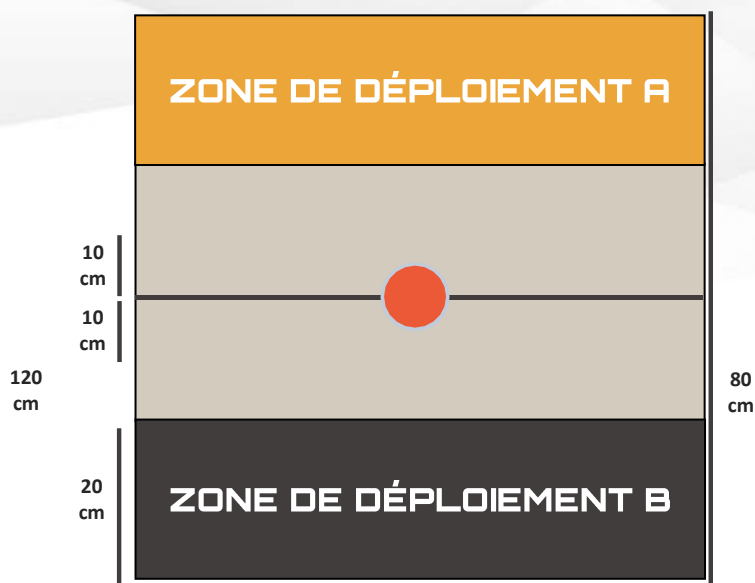 ZONE DE DÉPLOIEMENT A
10
cm
10
cm
120
cm
80
cm
20
cm
ZONE DE DÉPLOIEMENT B